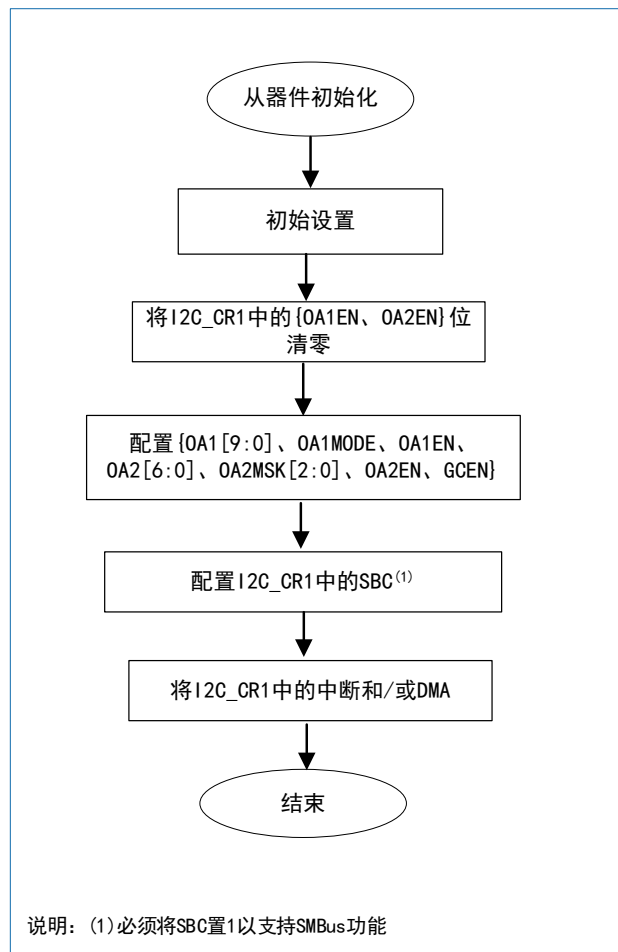 从器件初始化
初始设置
将I2C_CR1中的{OA1EN、OA2EN}位
清零
配置{OA1[9:0]、OA1MODE、OA1EN、
OA2[6:0]、OA2MSK[2:0]、OA2EN、GCEN}
配置I2C_CR1中的SBC(1)
将I2C_CR1中的中断和/或DMA
结束
说明：(1)必须将SBC置1以支持SMBus功能